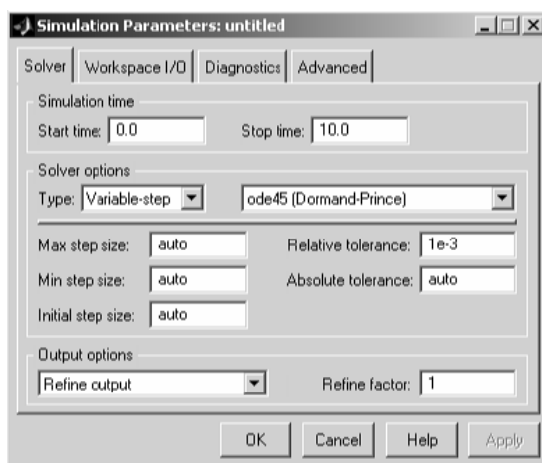 Simulation Parameters: untitled
Solver Workspace I/O Diagnostics Advanced
Simulation time
Start time: 0.0 Stop time: 10.0
Solver options
Type: Variable-step ode45 (Dormand-Prince)
Max step size: auto Relative tolerance: 1e-3
Min step size: auto Absolute tolerance: auto
Initial step size: auto
Output options
Refine output Refine factor: 1
OK Cancel Help Apply